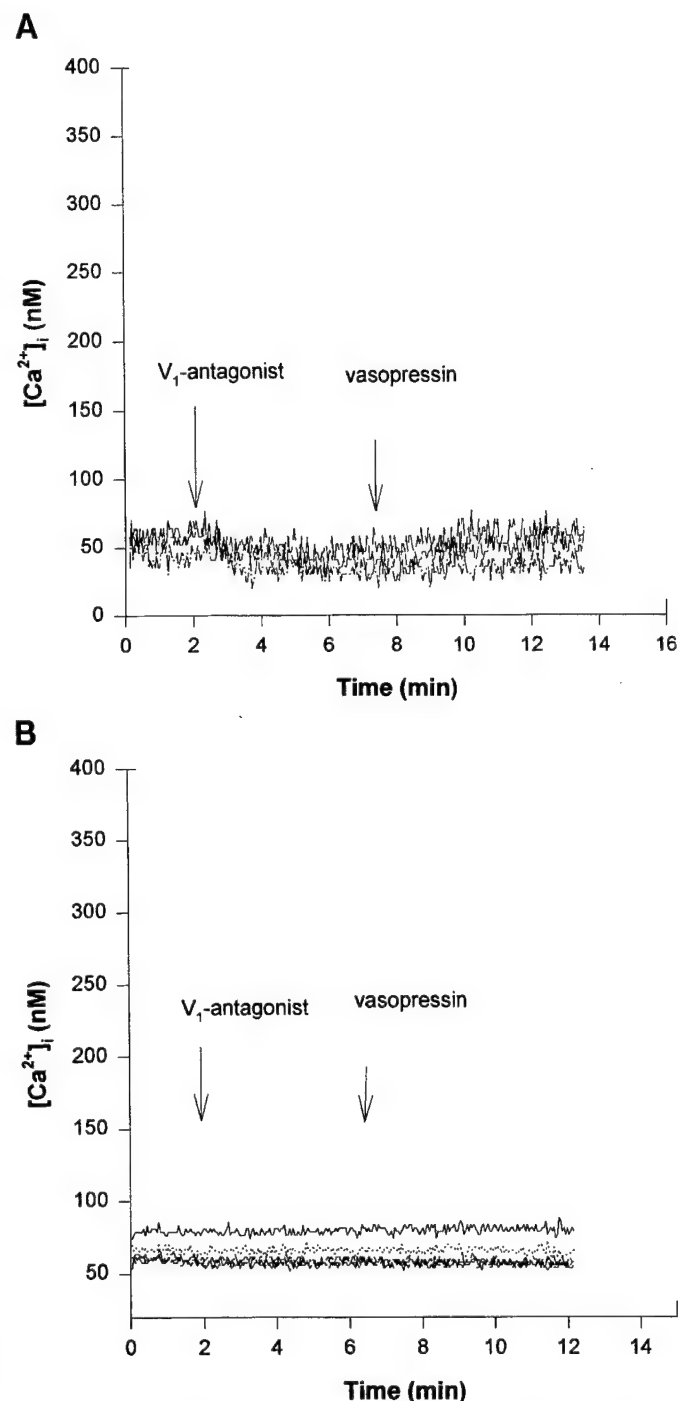 A
400
350
300
250
200
150
100
50
0
[Ca²⁺]ᵢ (nM)
V₁-antagonist
vasopressin
0 2 4 6 8 10 12 14 16
Time (min)
B
400
350
300
250
200
150
100
50
[Ca²⁺]ᵢ (nM)
V₁-antagonist
vasopressin
0 2 4 6 8 10 12 14
Time (min)